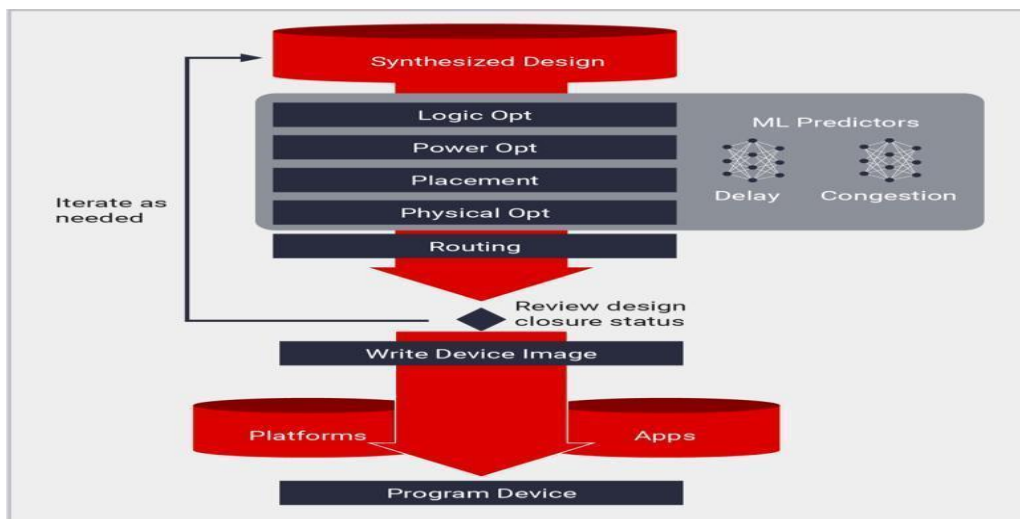 Synthesized Design
Logic Opt
ML Predictors
Power Opt
Placement
Delay
Congestion
Iterate as
needed
Physical Opt
Routing
Review design
closure status
Write Device Image
Platforms
Apps
Program Device